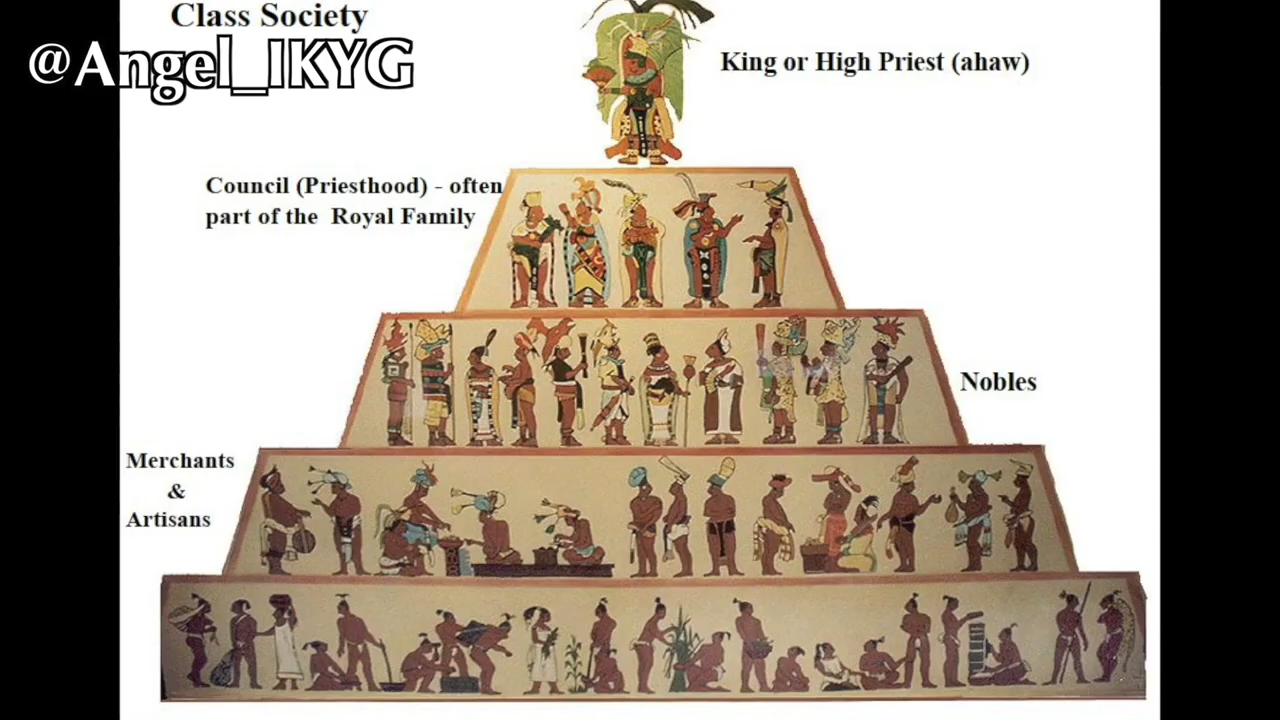 Class Society
@Angel_IKYG
King or High Priest (ahaw)
Council (Priesthood) - often
part of the Royal Family
Nobles
Merchants
&
Artisans